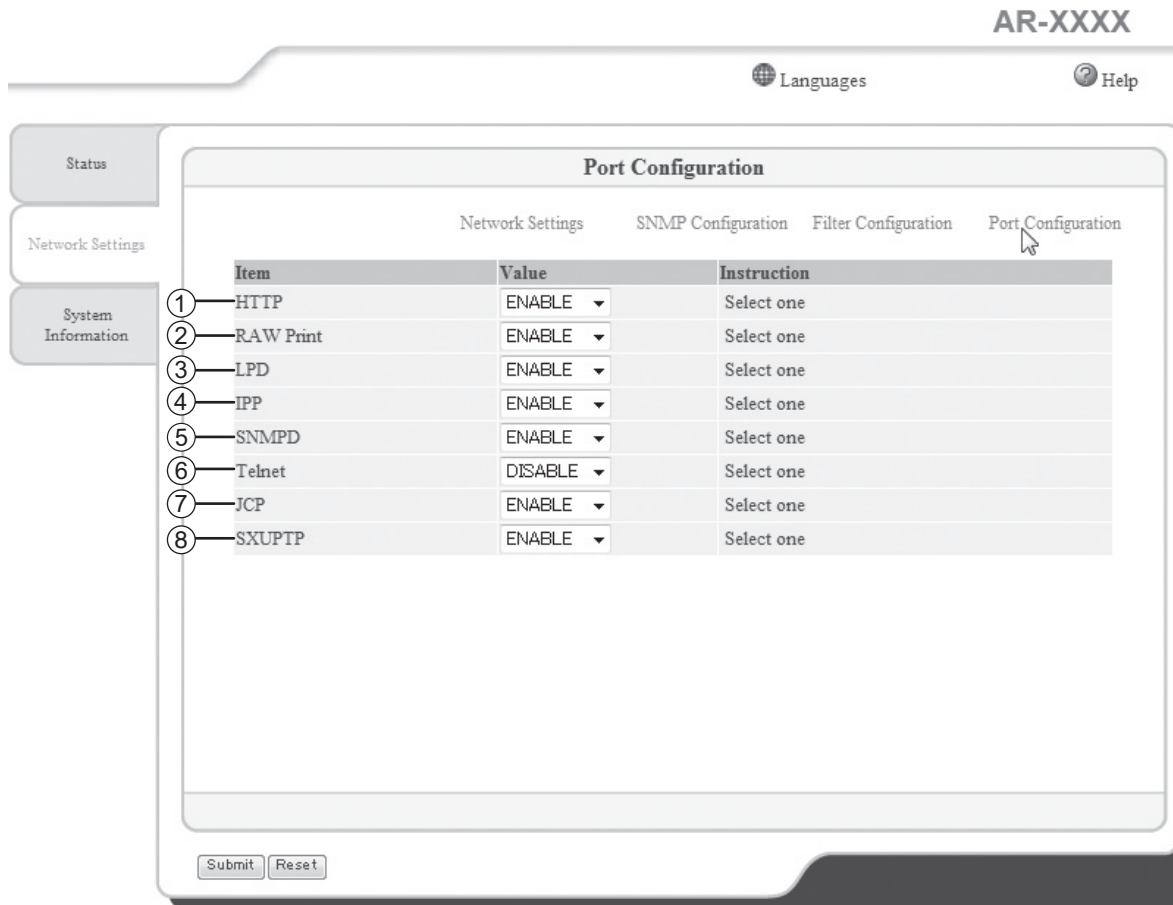 AR-XXXX
Languages Help
Status
Network Settings
System
Information
Port Configuration
Network Settings SNMP Configuration Filter Configuration Port Configuration
Item Value Instruction
1 HTTP ENABLE Select one
2 RAW Print ENABLE Select one
3 LPD ENABLE Select one
4 IPP ENABLE Select one
5 SNMPD ENABLE Select one
6 Telnet DISABLE Select one
7 JCP ENABLE Select one
8 SXUPTP ENABLE Select one
Submit Reset